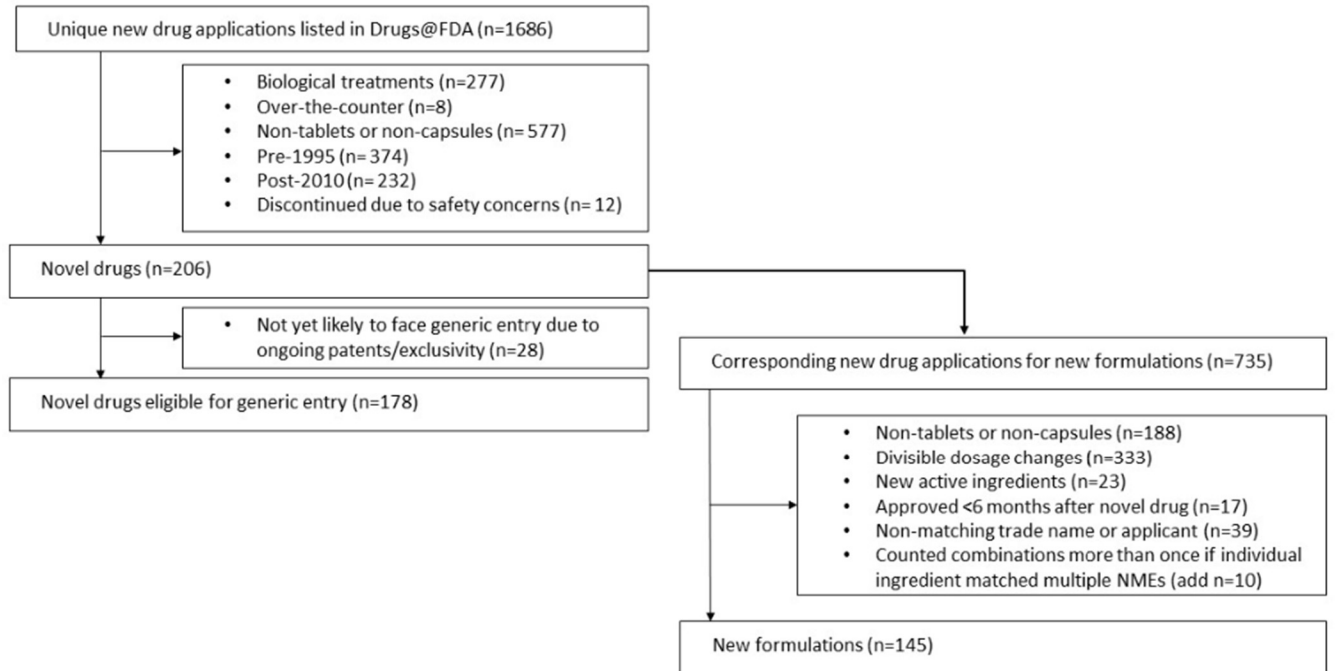 Unique new drug applications listed in Drugs@FDA (n=1686)
• Biological treatments (n=277)
• Over-the-counter (n=8)
• Non-tablets or non-capsules (n= 577)
• Pre-1995 (n= 374)
• Post-2010 (n= 232)
• Discontinued due to safety concerns (n= 12)
Novel drugs (n=206)
• Not yet likely to face generic entry due to
ongoing patents/exclusivity (n=28)
Novel drugs eligible for generic entry (n=178)
Corresponding new drug applications for new formulations (n=735)
• Non-tablets or non-capsules (n=188)
• Divisible dosage changes (n=333)
• New active ingredients (n=23)
• Approved <6 months after novel drug (n=17)
• Non-matching trade name or applicant (n=39)
• Counted combinations more than once if individual
ingredient matched multiple NMEs (add n=10)
New formulations (n=145)